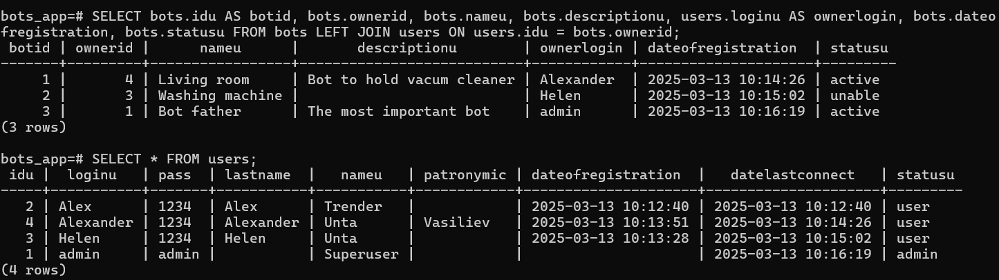 bots_app=# SELECT bots.idu AS botid, bots.ownerid, bots.nameu, bots.descriptionu, users.loginu AS ownerlogin, bots.dateo
fregistration, bots.statusu FROM bots LEFT JOIN users ON users.idu = bots.ownerid;
 botid | ownerid |      nameu      |       descriptionu        | ownerlogin |  dateofregistration  | statusu
-------+---------+-----------------+---------------------------+------------+---------------------+---------
     1 |       4 | Living room     | Bot to hold vacum cleaner | Alexander  | 2025-03-13 10:14:26 | active
     2 |       3 | Washing machine |                           | Helen      | 2025-03-13 10:15:02 | unable
     3 |       1 | Bot father      | The most important bot    | admin      | 2025-03-13 10:16:19 | active
(3 rows)
bots_app=# SELECT * FROM users;
 idu |  loginu   | pass  | lastname  |   nameu   | patronymic | dateofregistration  |   datelastconnect   | statusu
-----+-----------+-------+-----------+-----------+------------+---------------------+---------------------+---------
   2 | Alex      | 1234  | Alex      | Trender   |            | 2025-03-13 10:12:40 | 2025-03-13 10:12:40 | user
   4 | Alexander | 1234  | Alexander | Unta      | Vasiliev   | 2025-03-13 10:13:51 | 2025-03-13 10:14:26 | user
   3 | Helen     | 1234  | Helen     | Unta      |            | 2025-03-13 10:13:28 | 2025-03-13 10:15:02 | user
   1 | admin     | admin |           | Superuser |            |                     | 2025-03-13 10:16:19 | admin
(4 rows)